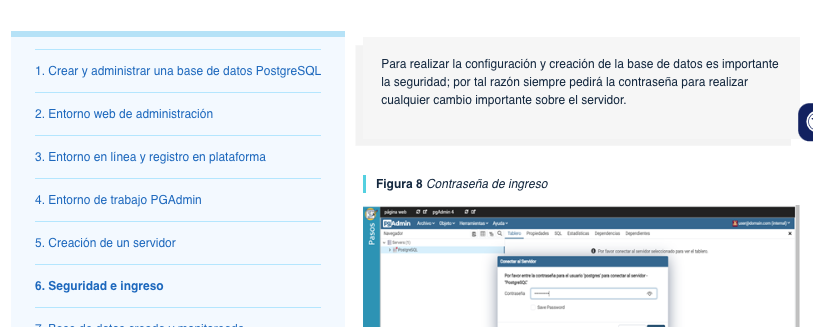 1. Crear y administrar una base de datos PostgreSQL
2. Entorno web de administración
3. Entorno en línea y registro en plataforma
4. Entorno de trabajo PGAdmin
5. Creación de un servidor
6. Seguridad e ingreso
7. Base de datos creada y monitoreada
Para realizar la configuración y creación de la base de datos es importante
la seguridad; por tal razón siempre pedirá la contraseña para realizar
cualquier cambio importante sobre el servidor.
Figura 8 Contraseña de ingreso
Pasos
página web pgAdmin 4
pgAdmin Archivo Objeto Herramientas Ayuda user@domain.com (internal)
Navegador Tablero Propiedades SQL Estadísticas Dependencias Dependientes
Servers (1)
PostgreSQL
Por favor conectar al servidor seleccionado para ver el tablero.
Conectar al Servidor
Por favor entre la contraseña para el usuario 'postgres' para conectar al servidor -
"PostgreSQL"
Contraseña
Save Password